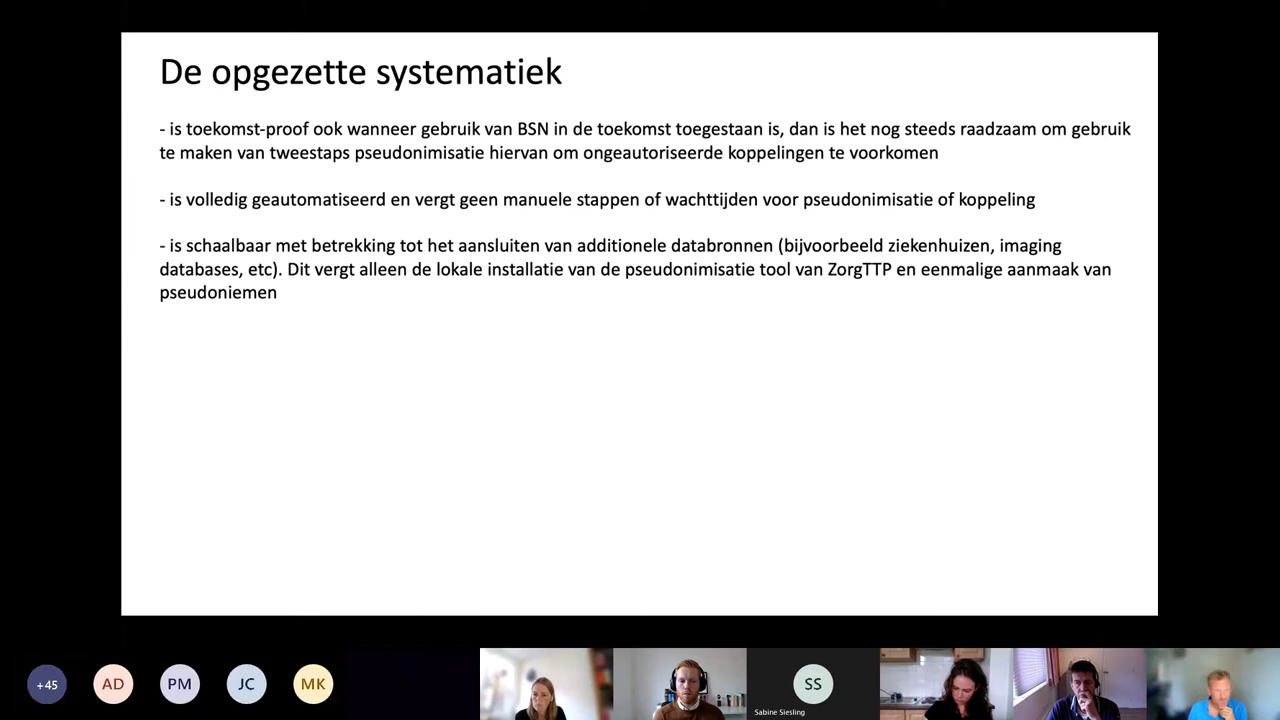 De opgezette systematiek
- is toekomst-proof ook wanneer gebruik van BSN in de toekomst toegestaan is, dan is het nog steeds raadzaam om gebruik
te maken van tweestaps pseudonimisatie hiervan om ongeautoriseerde koppelingen te voorkomen
- is volledig geautomatiseerd en vergt geen manuele stappen of wachttijden voor pseudonimisatie of koppeling
- is schaalbaar met betrekking tot het aansluiten van additionele databronnen (bijvoorbeeld ziekenhuizen, imaging
databases, etc). Dit vergt alleen de lokale installatie van de pseudonimisatie tool van ZorgTTP en eenmalige aanmaak van
pseudoniemen
+45 AD PM JC MK SS
Sabine Siesling